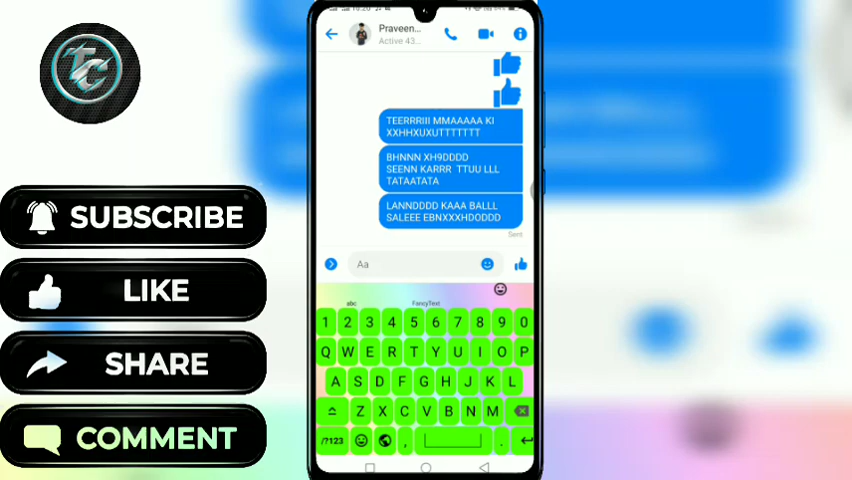 TC
SUBSCRIBE
LIKE
SHARE
COMMENT
Praveen...
Active 43...
TEERRRIII MMAAAAA KI
XXHHXUXUTTTTTTT
BHNNN XH9DDDD
SEENN KARRR TTUU LLL
TATAATATA
LANNDDDD KAAA BALLL
SALEEE EBNXXXHDODDD
Sent
Aa
abc FancyText
1 2 3 4 5 6 7 8 9 0
Q W E R T Y U I O P
A S D F G H J K L
Z X C V B N M
/?123 , .